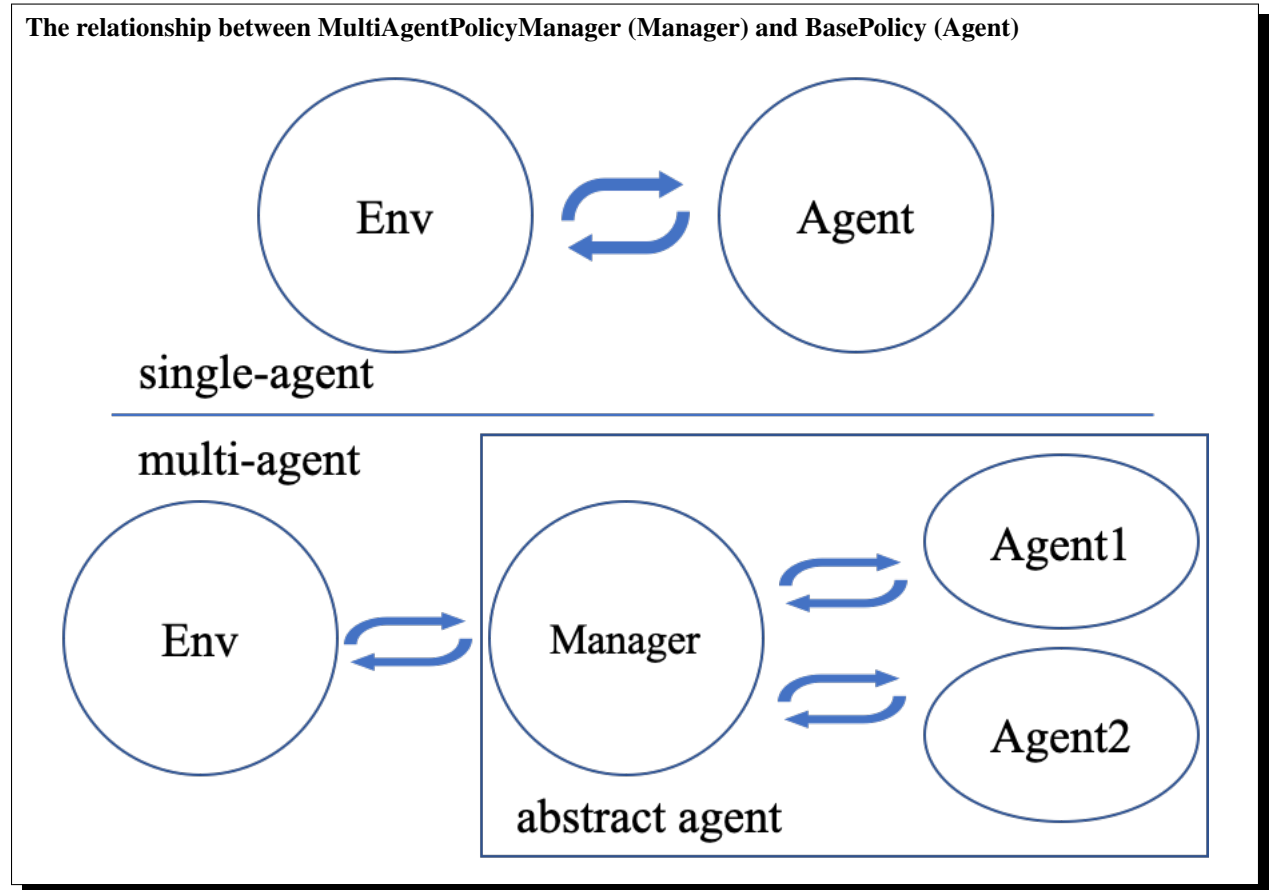 The relationship between MultiAgentPolicyManager (Manager) and BasePolicy (Agent)
Env
Agent
single-agent
multi-agent
Env
Manager
Agent1
Agent2
abstract agent